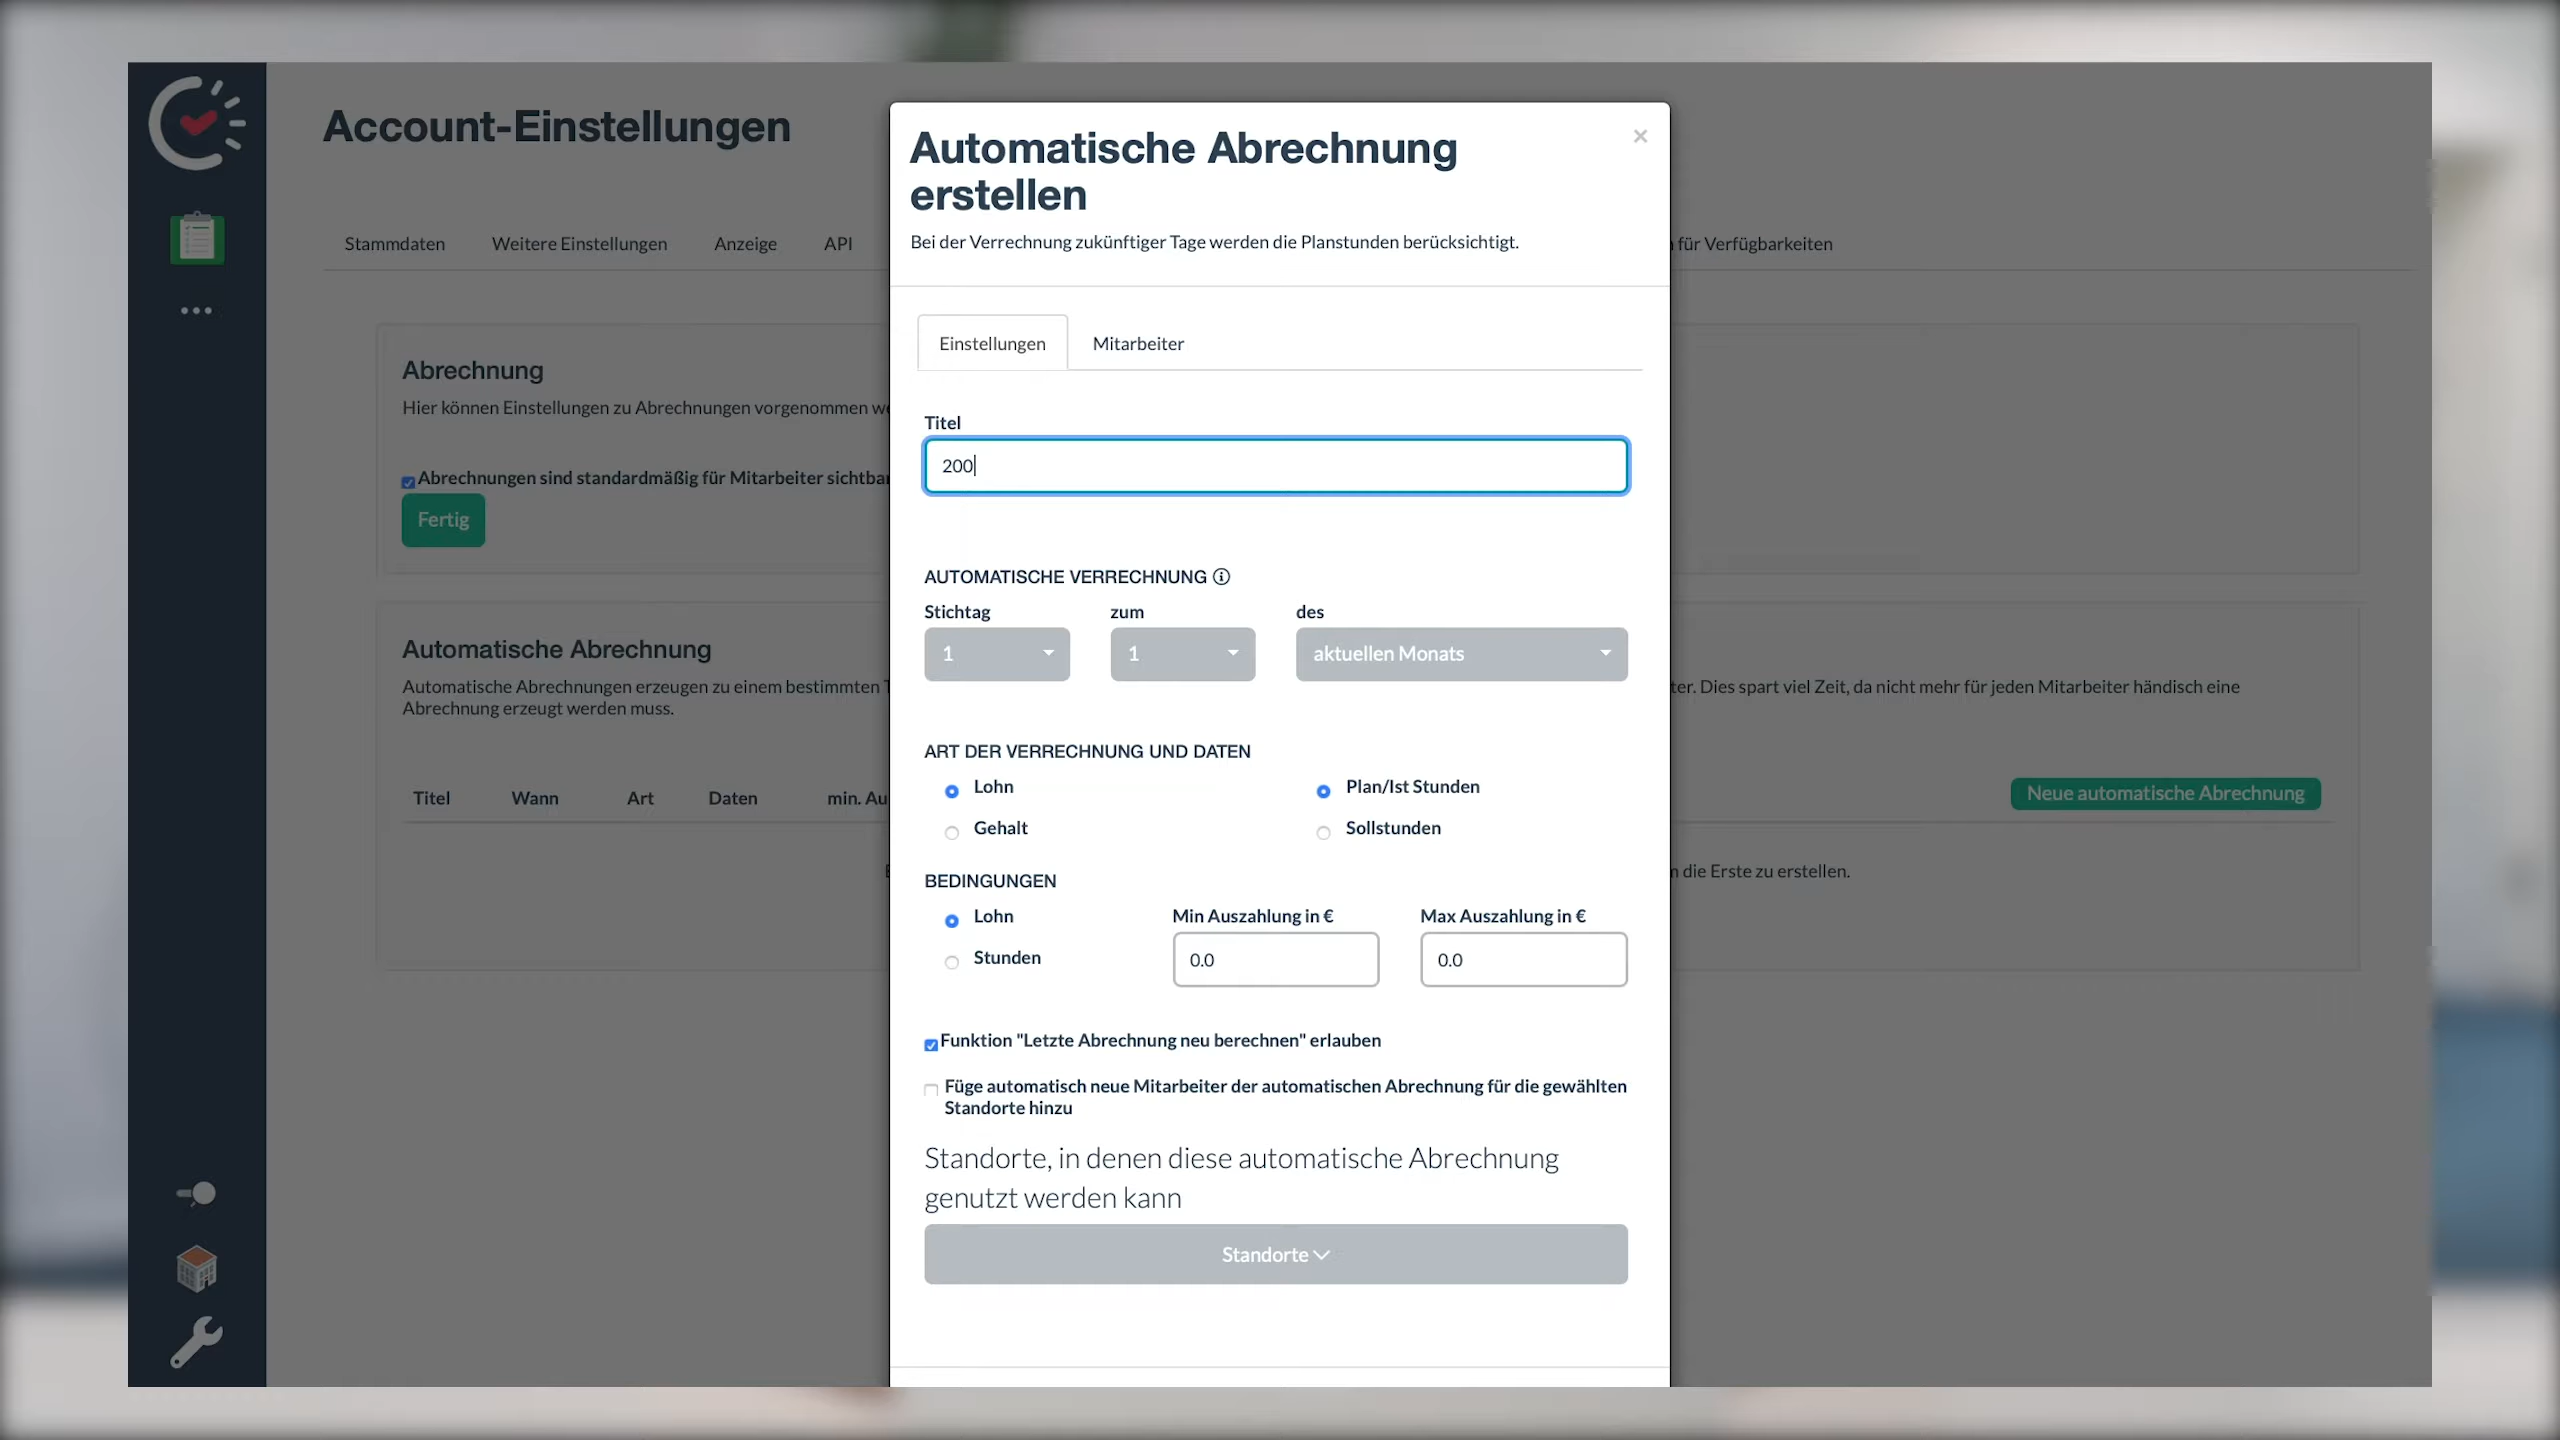 Account-Einstellungen
Stammdaten
Weitere Einstellungen
Anzeige
API
für Verfügbarkeiten
Abrechnung
Hier können Einstellungen zu Abrechnungen vorgenommen
Abrechnungen sind standardmäßig für Mitarbeiter
Fertig
Automatische Abrechnung
Automatische Abrechnungen erzeugen zu einem bestimmten
Dies spart viel Zeit, da nicht mehr für jeden Mitarbeiter händisch eine
Abrechnung erzeugt werden muss.
Titel
Wann
Art
Daten
min.
Neue automatische Abrechnung
die Erste zu erstellen.
Automatische Abrechnung
erstellen
×
Bei der Verrechnung zukünftiger Tage werden die Planstunden berücksichtigt.
Einstellungen
Mitarbeiter
Titel
200
AUTOMATISCHE VERRECHNUNG
Stichtag
zum
des
1
1
aktuellen Monats
ART DER VERRECHNUNG UND DATEN
Lohn
Plan/Ist Stunden
Gehalt
Sollstunden
BEDINGUNGEN
Lohn
Min Auszahlung in €
Max Auszahlung in €
Stunden
0.0
0.0
Funktion "Letzte Abrechnung neu berechnen" erlauben
Füge automatisch neue Mitarbeiter der automatischen Abrechnung für die gewählten
Standorte hinzu
Standorte, in denen diese automatische Abrechnung
genutzt werden kann
Standorte